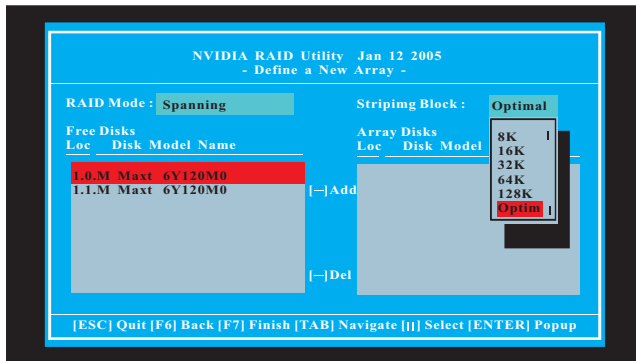 NVIDIA RAID Utility Jan 12 2005
- Define a New Array -
RAID Mode : Spanning
Stripimg Block : Optimal
Free Disks
Loc Disk Model Name
1.0.M Maxt 6Y120M0
1.1.M Maxt 6Y120M0
[—]Add
[—]Del
Array Disks
Loc Disk Model
8K
16K
32K
64K
128K
Optim
[ESC] Quit [F6] Back [F7] Finish [TAB] Navigate [||] Select [ENTER] Popup